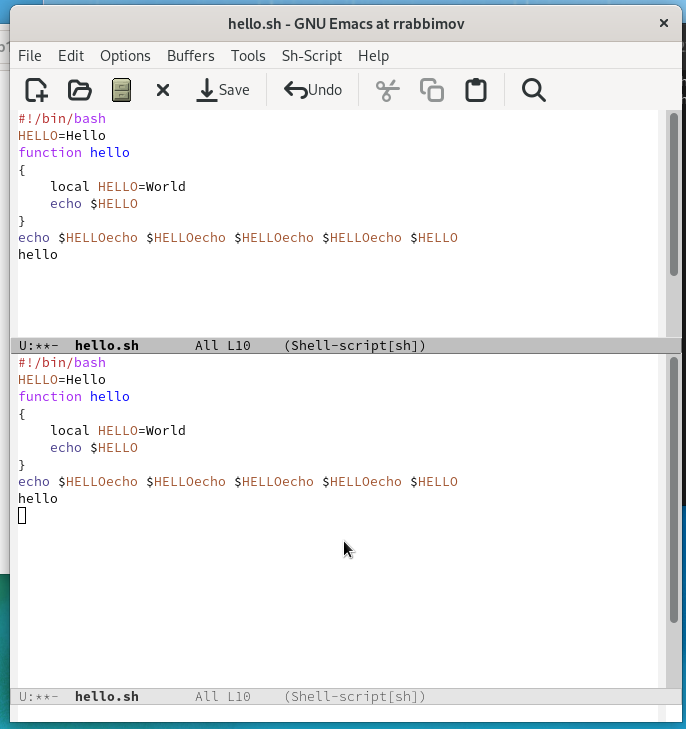 hello.sh - GNU Emacs at rrabbimov ×
File Edit Options Buffers Tools Sh-Script Help
Save Undo
#!/bin/bash
HELLO=Hello
function hello
{
    local HELLO=World
    echo $HELLO
}
echo $HELLOecho $HELLOecho $HELLOecho $HELLOecho $HELLO
hello
U:**-  hello.sh       All L10    (Shell-script[sh])
#!/bin/bash
HELLO=Hello
function hello
{
    local HELLO=World
    echo $HELLO
}
echo $HELLOecho $HELLOecho $HELLOecho $HELLOecho $HELLO
hello
U:**-  hello.sh       All L10    (Shell-script[sh])